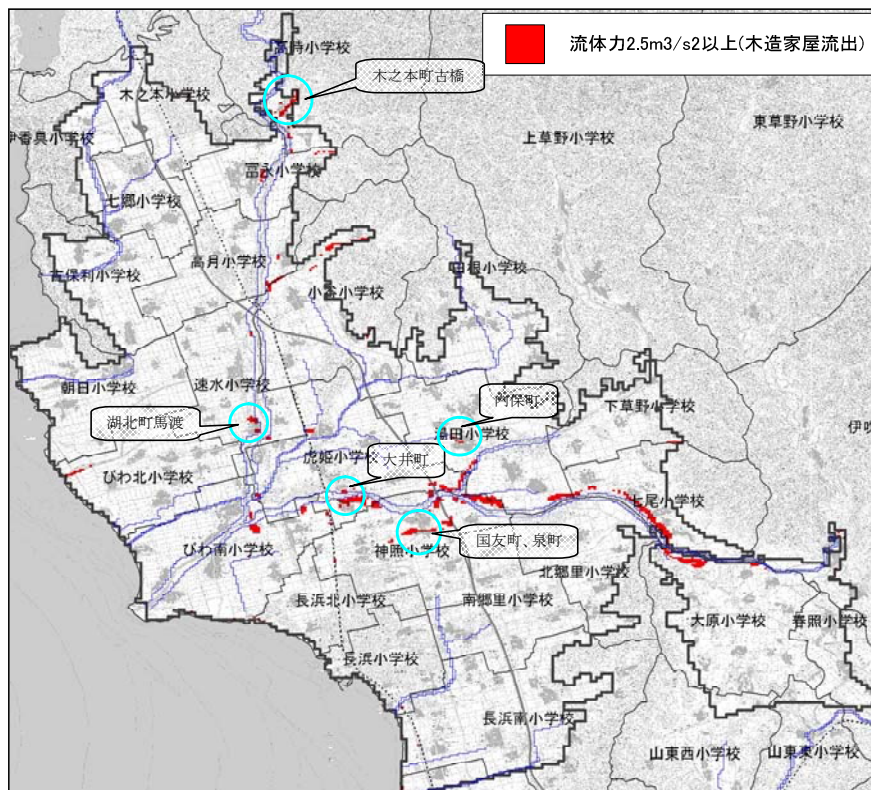 流体力2.5m3/s2以上(木造家屋流出)
高時小学校
木之本町古橋
木之本小学校
上草野小学校
東草野小学校
伊香具小学校
冨永小学校
七郷小学校
高月小学校
田根小学校
古保利小学校
小谷小学校
朝日小学校
速水小学校
下草野小学校
湖北町馬渡
湯田小学校
伊吹
虎姫小学校
大井町
びわ北小学校
七尾小学校
びわ南小学校
神照小学校
国友町、泉町
北郷里小学校
長浜北小学校
南郷里小学校
大原小学校
春照小学校
長浜小学校
長浜南小学校
山東西小学校
山東東小学校